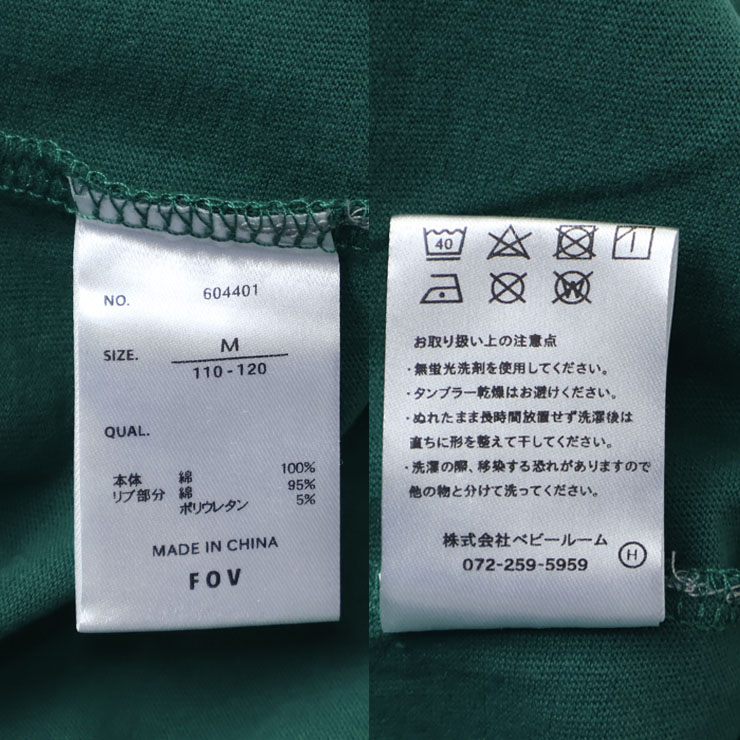 NO. 604401
SIZE. M
110-120
QUAL.
本体 綿 100%
リブ部分 綿 95%
ポリウレタン 5%
MADE IN CHINA
FOV
40
W
お取り扱い上の注意点
・無蛍光洗剤を使用してください。
・タンブラー乾燥はお避けください。
・ぬれたまま長時間放置せず洗濯後は
直ちに形を整えて干してください。
・洗濯の際、移染する恐れがありますので
他の物と分けて洗ってください。
株式会社ベビールーム
072-259-5959
H